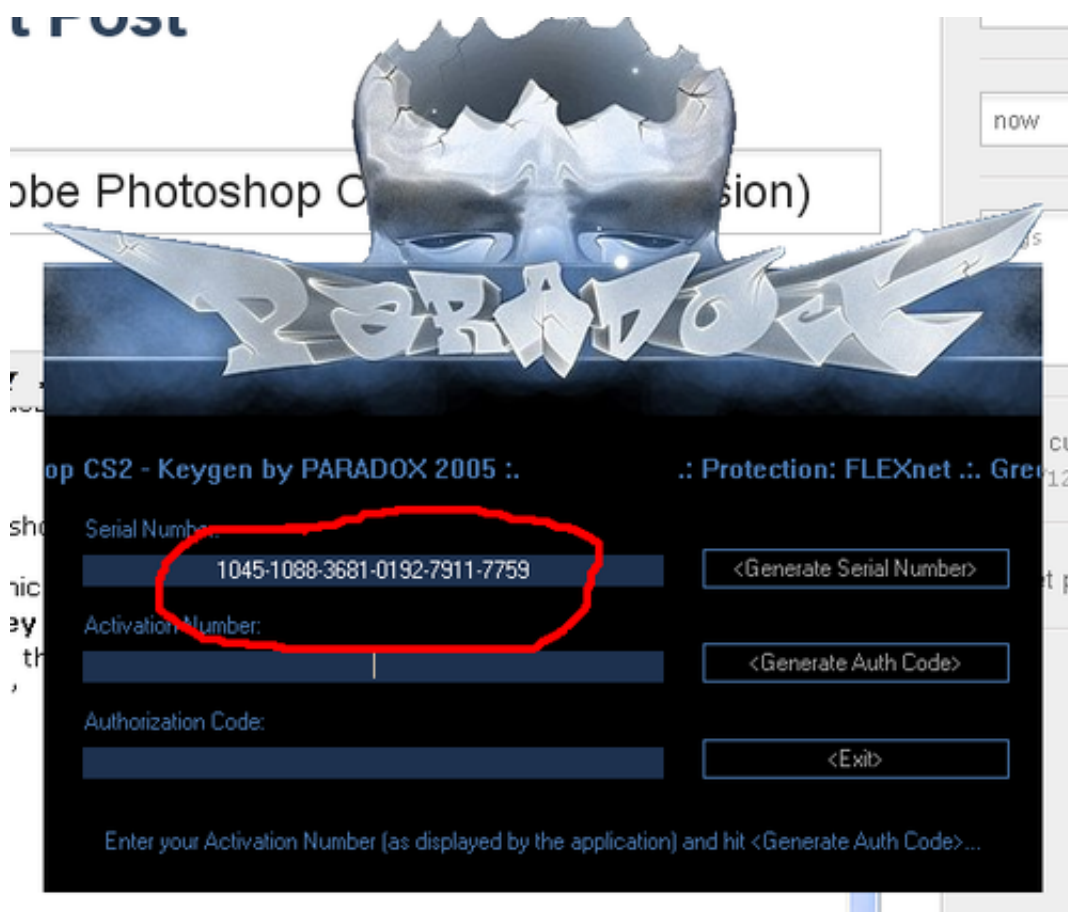 t Post
now
obe Photoshop C sion)
PARADOX
op CS2 - Keygen by PARADOX 2005 :. .: Protection: FLEXnet .:. Gre
Serial Number:
1045-1088-3681-0192-7911-7759
<Generate Serial Number>
Activation Number:
<Generate Auth Code>
Authorization Code:
<Exit>
Enter your Activation Number (as displayed by the application) and hit <Generate Auth Code>...